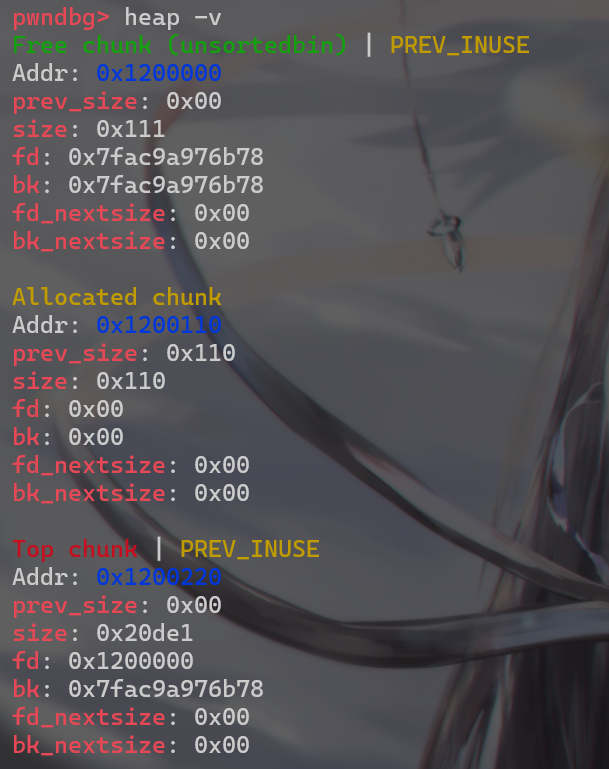 pwndbg> heap -v
Free chunk (unsortedbin) | PREV_INUSE
Addr: 0x1200000
prev_size: 0x00
size: 0x111
fd: 0x7fac9a976b78
bk: 0x7fac9a976b78
fd_nextsize: 0x00
bk_nextsize: 0x00

Allocated chunk
Addr: 0x1200110
prev_size: 0x110
size: 0x110
fd: 0x00
bk: 0x00
fd_nextsize: 0x00
bk_nextsize: 0x00

Top chunk | PREV_INUSE
Addr: 0x1200220
prev_size: 0x00
size: 0x20de1
fd: 0x1200000
bk: 0x7fac9a976b78
fd_nextsize: 0x00
bk_nextsize: 0x00